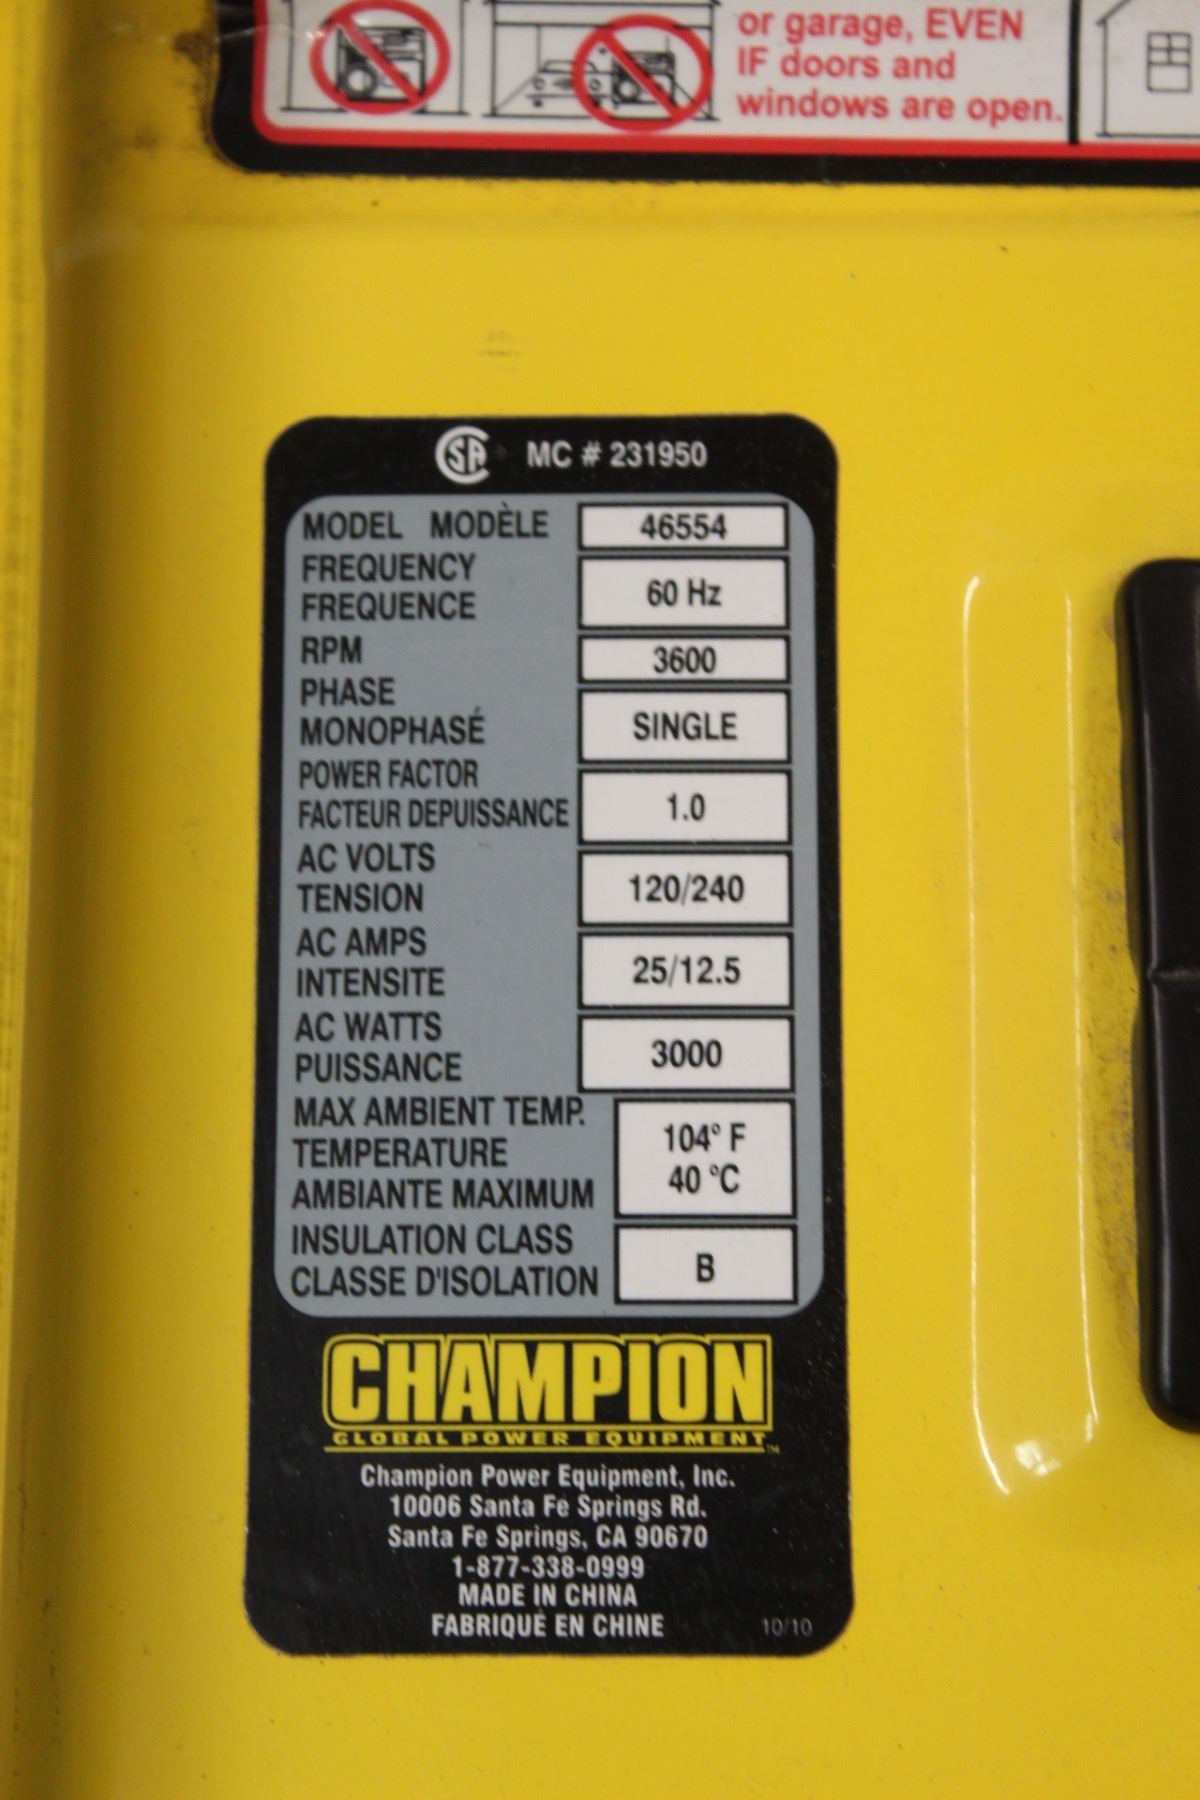 or garage, EVEN
IF doors and
windows are open.
MC # 231950
MODEL MODÈLE 46554
FREQUENCY
FREQUENCE
60 Hz
RPM 3600
PHASE
MONOPHASÉ
SINGLE
POWER FACTOR
FACTEUR DEPUISSANCE
1.0
AC VOLTS
TENSION
120/240
AC AMPS
INTENSITE
25/12.5
AC WATTS
PUISSANCE
3000
MAX AMBIENT TEMP.
TEMPERATURE
AMBIANTE MAXIMUM
104° F
40 °C
INSULATION CLASS
CLASSE D'ISOLATION
B
CHAMPION
GLOBAL POWER EQUIPMENT™
Champion Power Equipment, Inc.
10006 Santa Fe Springs Rd.
Santa Fe Springs, CA 90670
1-877-338-0999
MADE IN CHINA
FABRIQUÉ EN CHINE
10/10